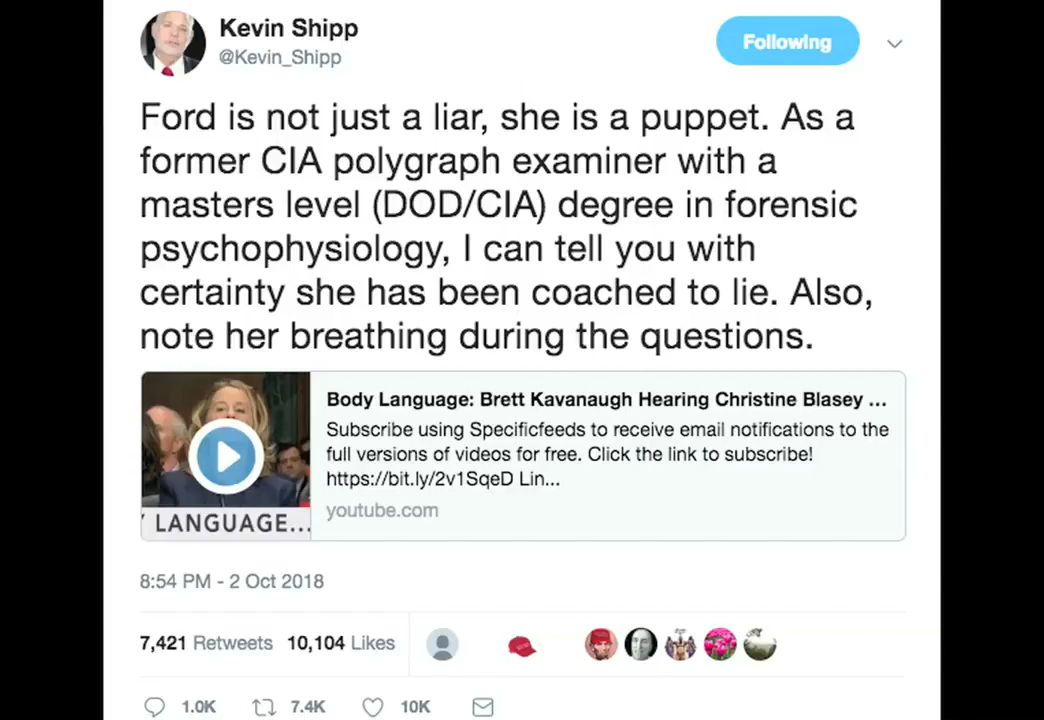 Kevin Shipp
@Kevin_Shipp
Following
Ford is not just a liar, she is a puppet. As a
former CIA polygraph examiner with a
masters level (DOD/CIA) degree in forensic
psychophysiology, I can tell you with
certainty she has been coached to lie. Also,
note her breathing during the questions.
Body Language: Brett Kavanaugh Hearing Christine Blasey ...
Subscribe using Specificfeeds to receive email notifications to the
full versions of videos for free. Click the link to subscribe!
https://bit.ly/2v1SqeD Lin...
youtube.com
LANGUAGE...
8:54 PM - 2 Oct 2018
7,421 Retweets 10,104 Likes
1.0K 7.4K 10K